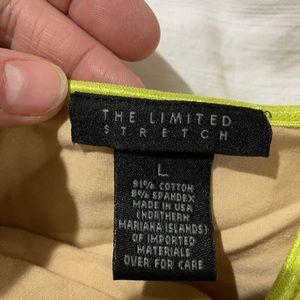 THE LIMITED
STRETCH
L
91% COTTON
9% SPANDEX
MADE IN USA
(NORTHERN
MARIANA ISLANDS)
OF IMPORTED
MATERIALS
OVER FOR CARE